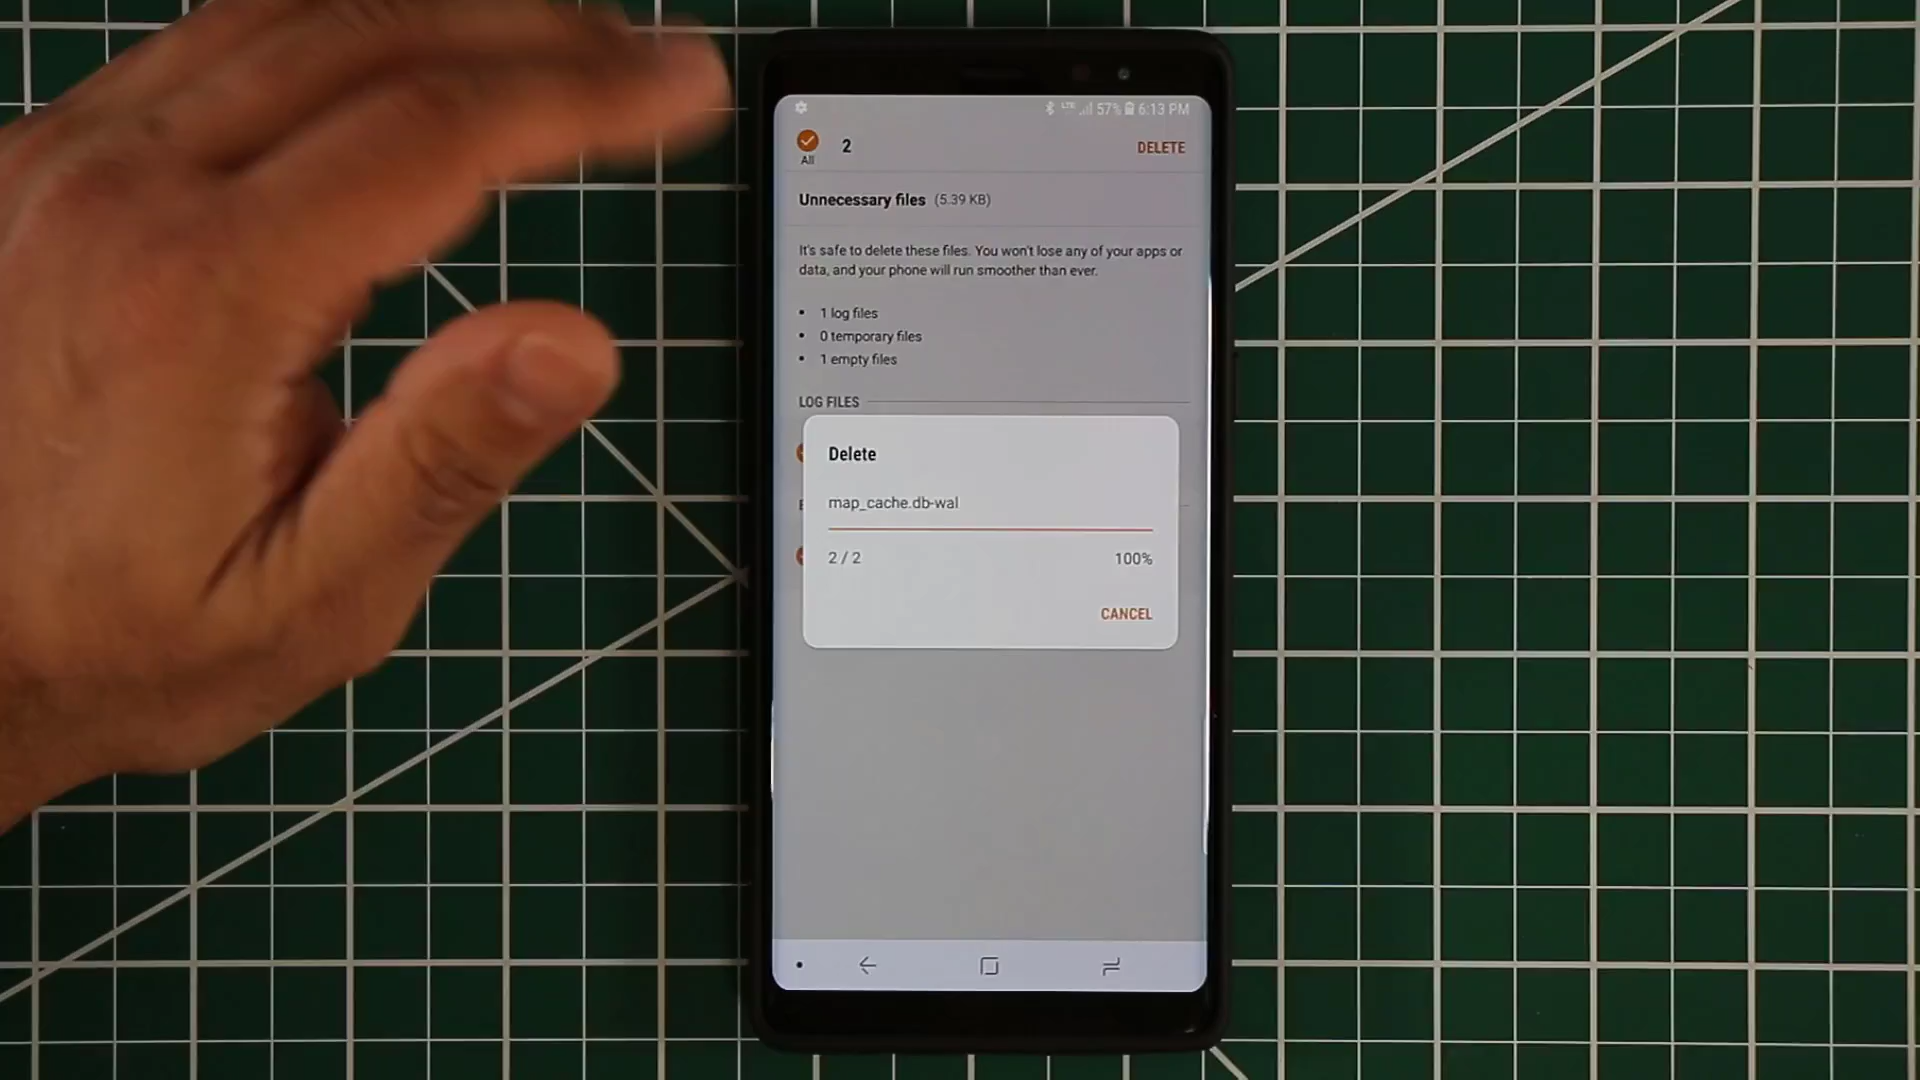 LTE 57% 6:13 PM
All 2 DELETE
Unnecessary files (5.39 KB)
It's safe to delete these files. You won't lose any of your apps or
data, and your phone will run smoother than ever.
• 1 log files
• 0 temporary files
• 1 empty files
LOG FILES
Delete
map_cache.db-wal
2 / 2 100%
CANCEL